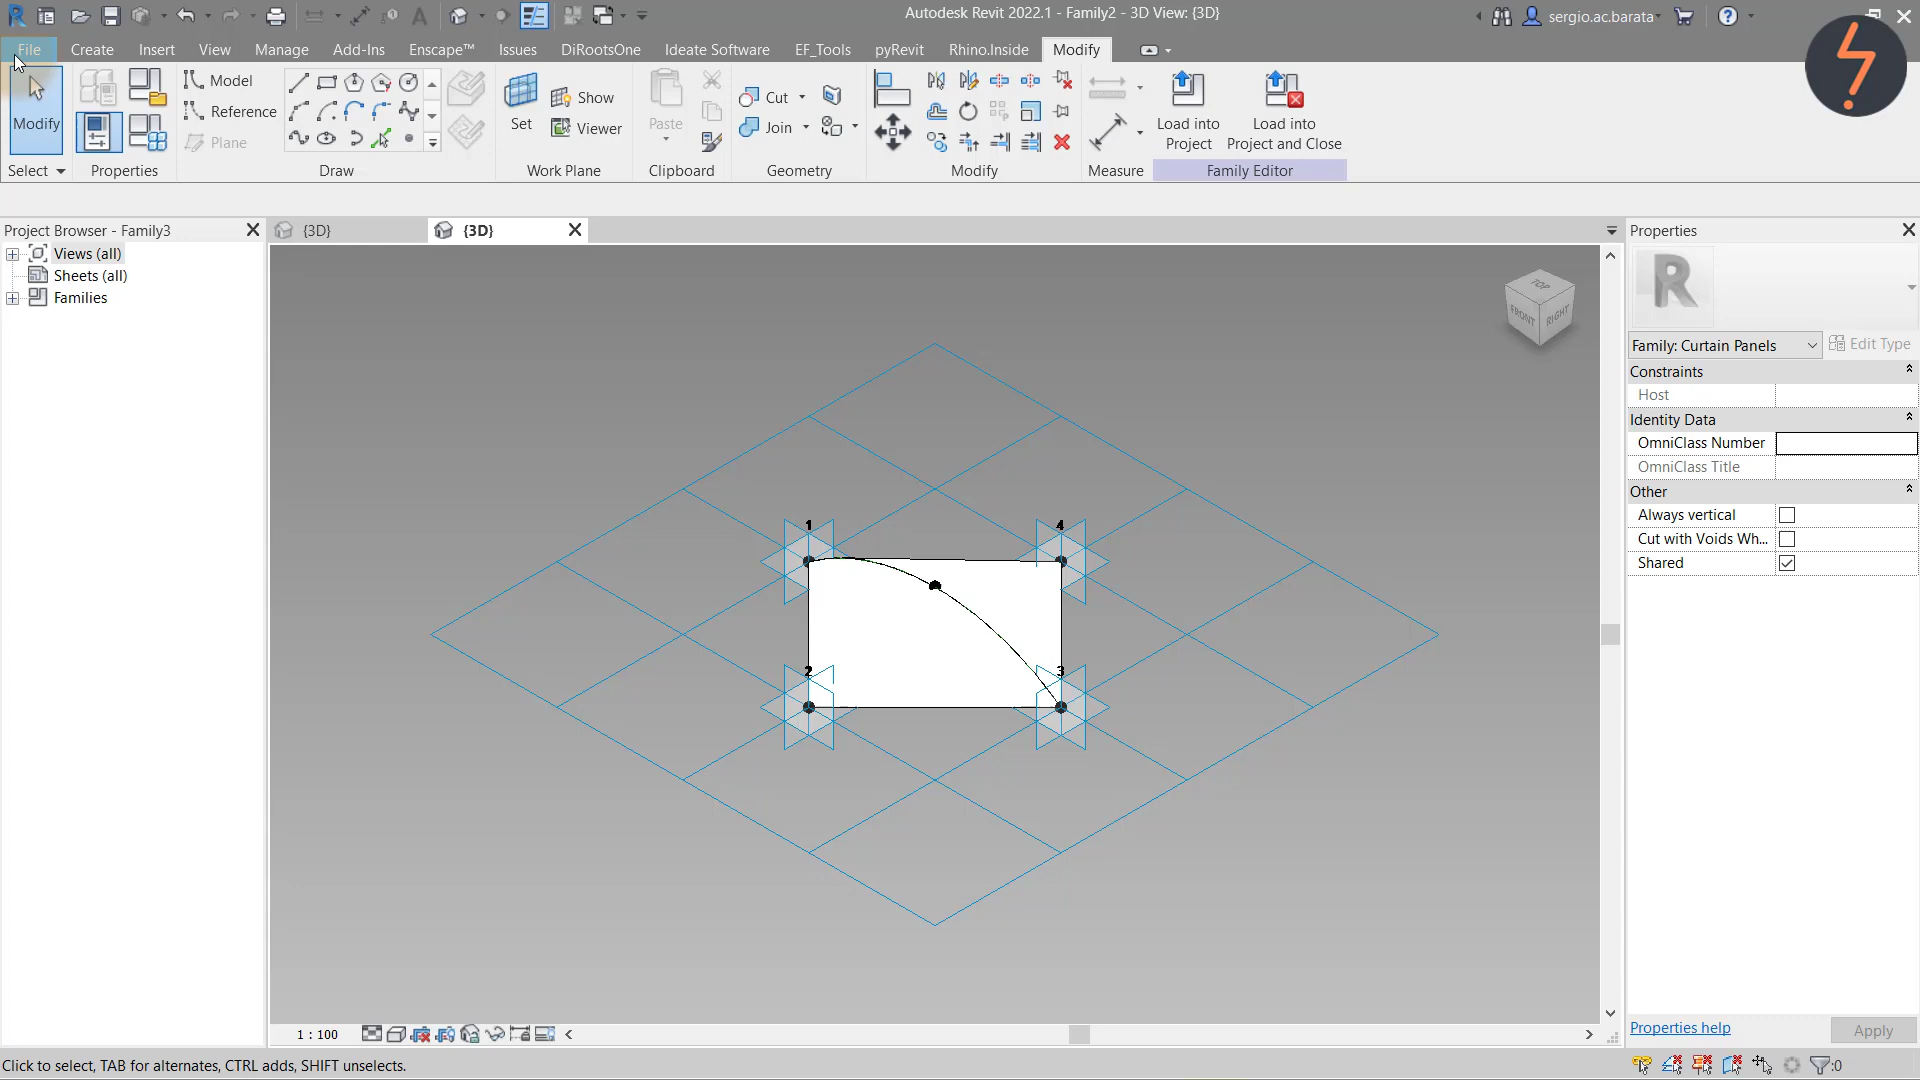 Autodesk Revit 2022.1 - Family2 - 3D View: {3D}
sergio.ac.barata
File
Create
Insert
View
Manage
Add-Ins
Enscape™
Issues
DiRootsOne
Ideate Software
EF_Tools
pyRevit
Rhino.Inside
Modify
Modify
Model
Reference
Plane
Set
Show
Viewer
Paste
Cut
Join
Load into
Project
Load into
Project and Close
Select
Properties
Draw
Work Plane
Clipboard
Geometry
Modify
Measure
Family Editor
Project Browser - Family3
{3D}
{3D}
Properties
Views (all)
Sheets (all)
Families
TOP
FRONT
RIGHT
R
Family: Curtain Panels
Edit Type
Constraints
Host
Identity Data
OmniClass Number
OmniClass Title
Other
Always vertical
Cut with Voids Wh...
Shared
1
4
2
3
1 : 100
Properties help
Apply
Click to select, TAB for alternates, CTRL adds, SHIFT unselects.
:0